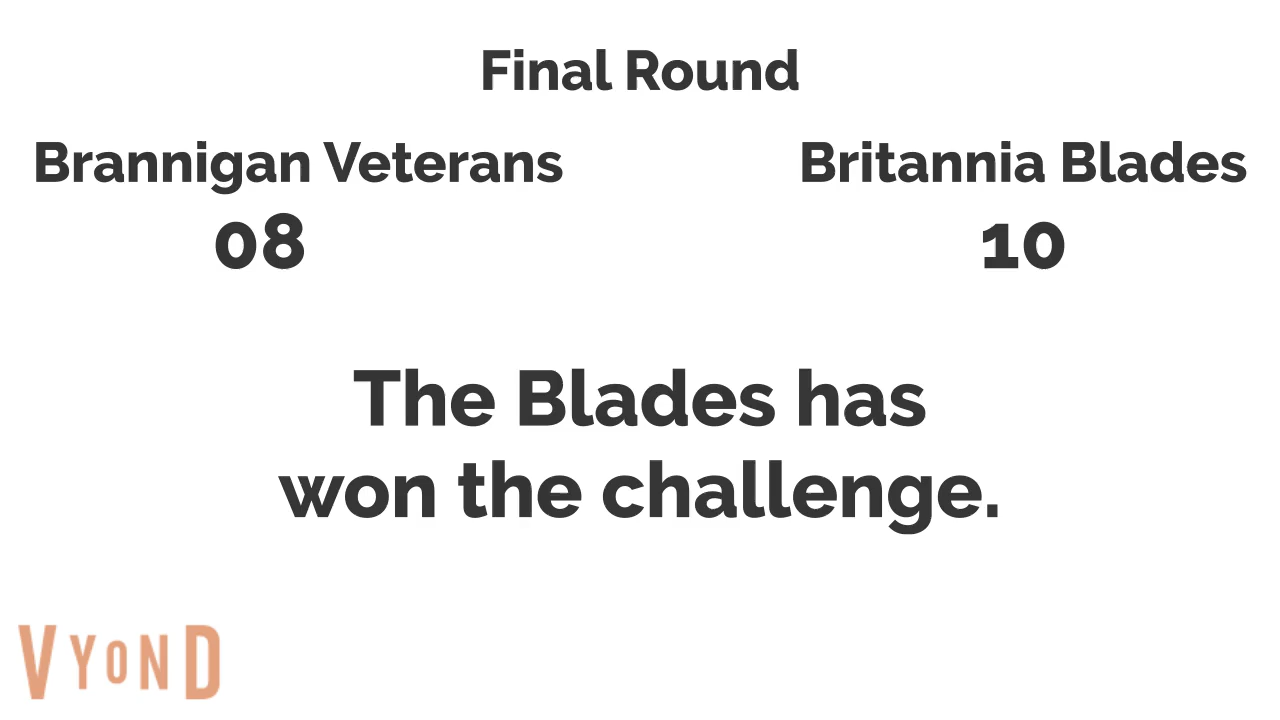 Final Round
Brannigan Veterans
Britannia Blades
08
10
The Blades has
won the challenge.
VYOND